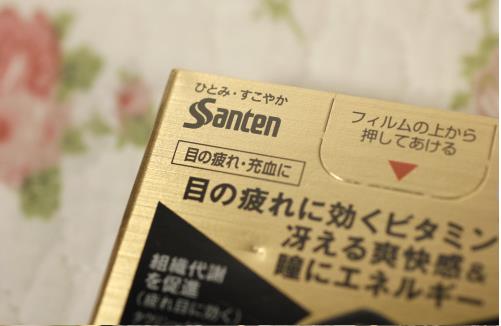 ひとみ・すこやか
Santen
フィルムの上から
押してあける
目の疲れ・充血に
目の疲れに効くビタミン
冴える爽快感&
瞳にエネルギー
組織代謝
を促進
(疲れ目に効く)